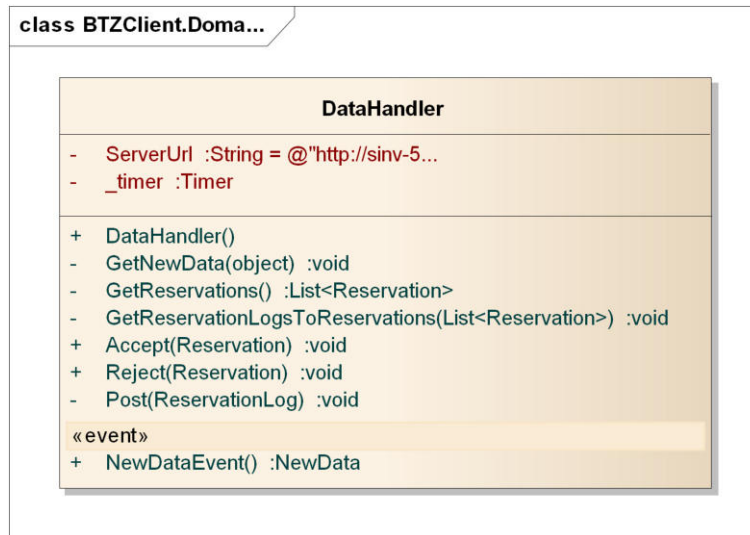 class BTZClient.Doma...
DataHandler
- ServerUrl :String = @"http://sinv-5...
- _timer :Timer
+ DataHandler()
- GetNewData(object) :void
- GetReservations() :List<Reservation>
- GetReservationLogsToReservations(List<Reservation>) :void
+ Accept(Reservation) :void
+ Reject(Reservation) :void
- Post(ReservationLog) :void
«event»
+ NewDataEvent() :NewData